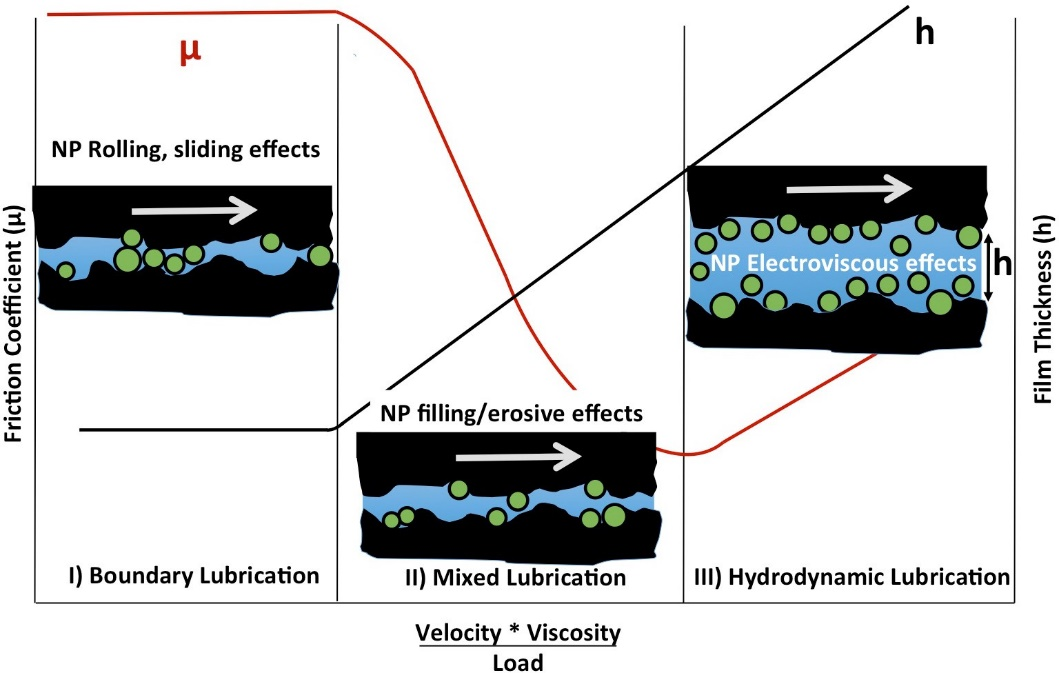 μ
h
NP Rolling, sliding effects
Friction Coefficient (μ)
NP Electroviscous effects
h
Film Thickness (h)
NP filling/erosive effects
I) Boundary Lubrication
II) Mixed Lubrication
III) Hydrodynamic Lubrication
Velocity * Viscosity
Load